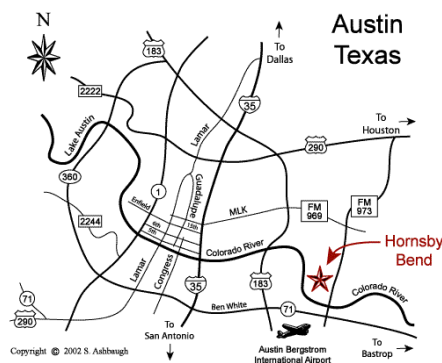 N
Austin
Texas
183
To
Dallas
2222
Lake Austin
35
Lamar
290
To
Houston
360
1
Guadalupe
Enfield
15th
MLK
FM
969
FM
973
2244
6th
5th
Colorado River
Hornsby
Bend
Lamar
Congress
Colorado River
71
35
183
Ben White
71
290
To
San Antonio
Austin Bergstrom
International Airport
To
Bastrop
Copyright © 2002 S. Ashbaugh